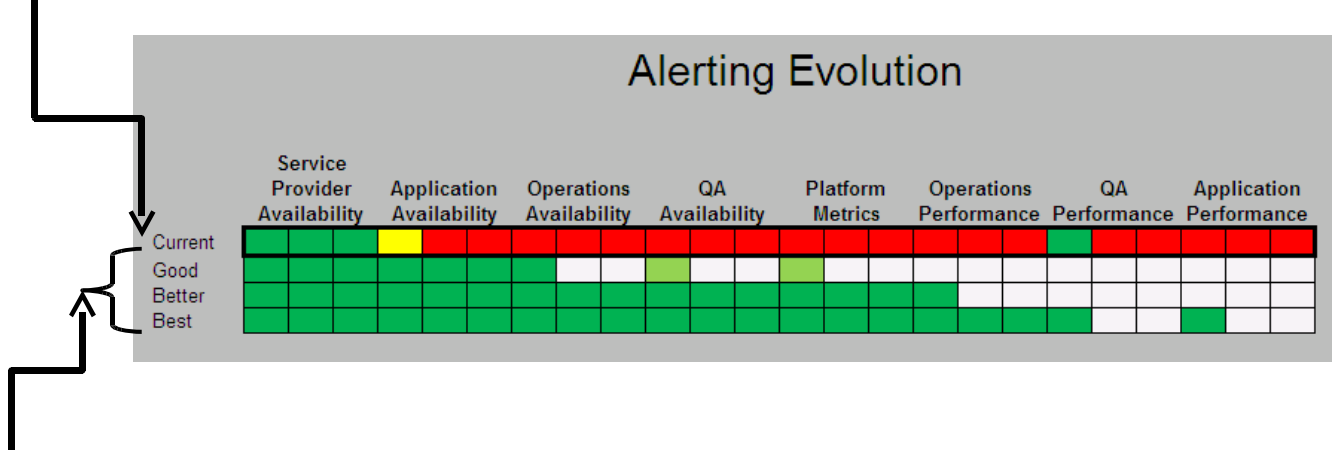 Alerting Evolution
Service
Provider
Availability
Application
Availability
Operations
Availability
QA
Availability
Platform
Metrics
Operations
Performance
QA
Performance
Application
Performance
Current
Good
Better
Best